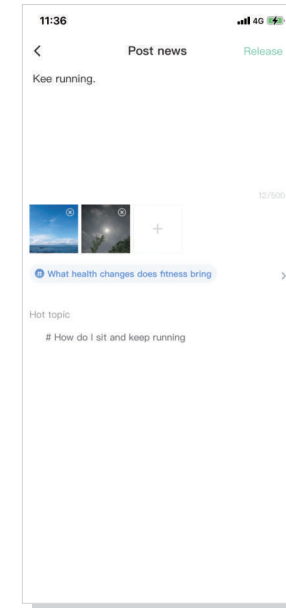 11:36 4G
Post news Release
Kee running.
12/500
What health changes does fitness bring
Hot topic
# How do I sit and keep running